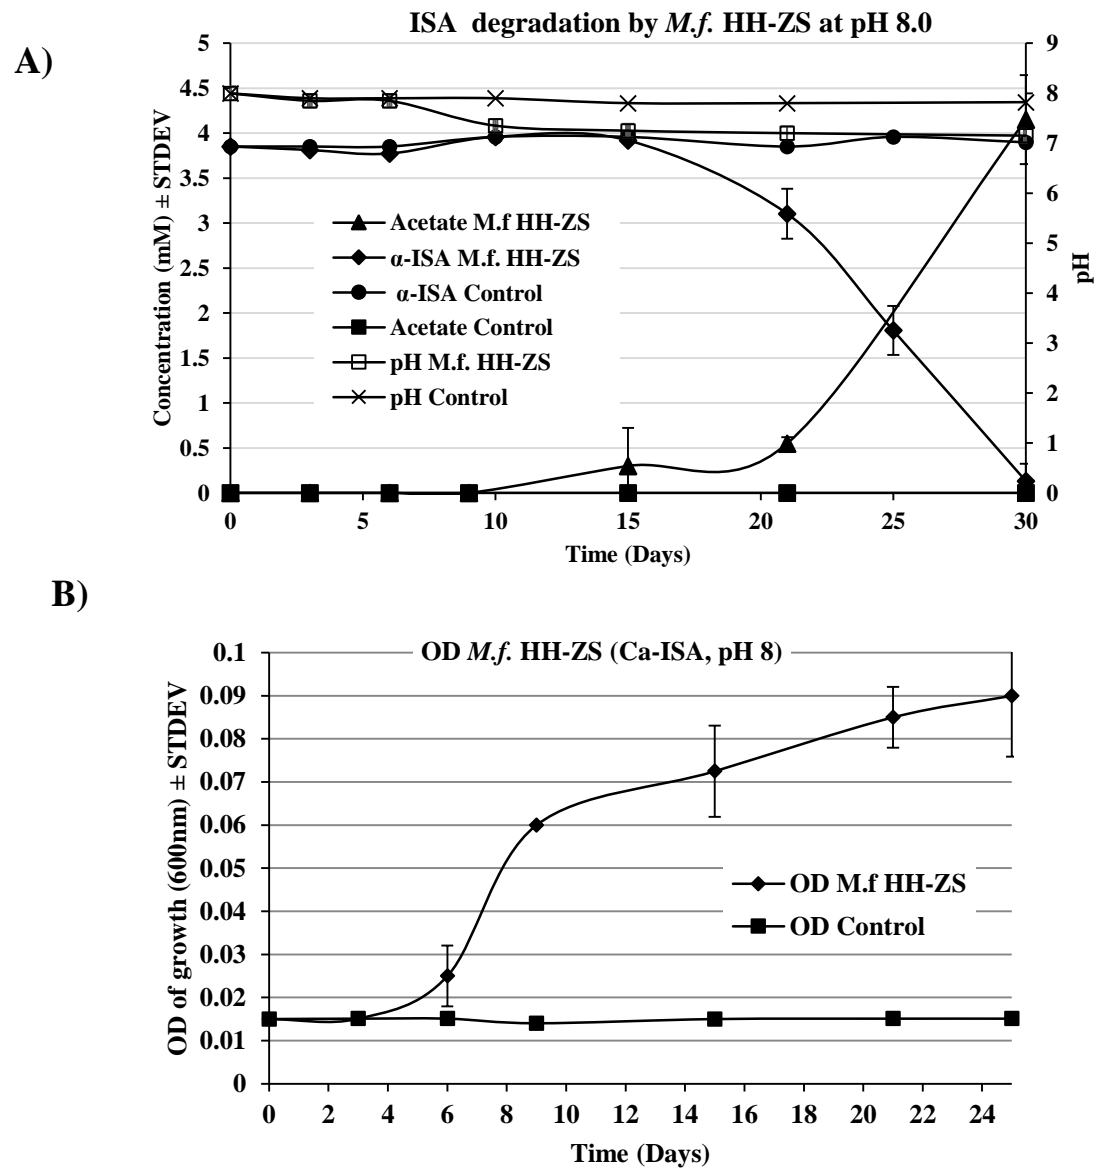 ISA degradation by M.f. HH-ZS at pH 8.0
A)
5
4.5
4
3.5
3
2.5
2
1.5
1
0.5
0
9
8
7
6
5
4
3
2
1
0
Concentration (mM) ± STDEV
pH
Acetate M.f HH-ZS
α-ISA M.f. HH-ZS
α-ISA Control
Acetate Control
pH M.f. HH-ZS
pH Control
0 5 10 15 20 25 30
Time (Days)
B)
OD M.f. HH-ZS (Ca-ISA, pH 8)
0.1
0.09
0.08
0.07
0.06
0.05
0.04
0.03
0.02
0.01
0
OD of growth (600nm) ± STDEV
OD M.f HH-ZS
OD Control
0 2 4 6 8 10 12 14 16 18 20 22 24
Time (Days)